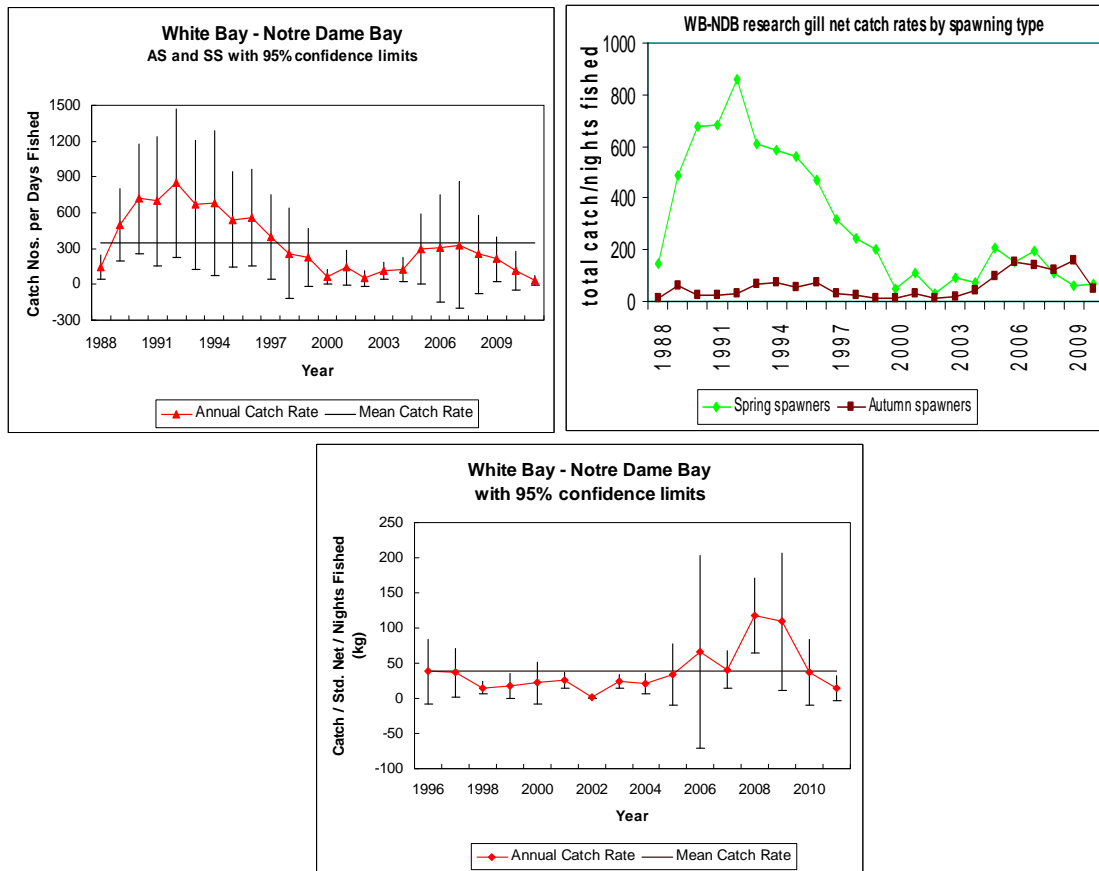 White Bay - Notre Dame Bay
AS and SS with 95% confidence limits
Catch Nos. per Days Fished
1500
1200
900
600
300
0
-300
1988 1991 1994 1997 2000 2003 2006 2009
Year
Annual Catch Rate Mean Catch Rate
WB-NDB research gill net catch rates by spawning type
total catch/nights fished
1000
800
600
400
200
0
1988 1991 1994 1997 2000 2003 2006 2009
Spring spawners Autumn spawners
White Bay - Notre Dame Bay
with 95% confidence limits
Catch / Std. Net / Nights Fished
(kg)
250
200
150
100
50
0
-50
-100
1996 1998 2000 2002 2004 2006 2008 2010
Year
Annual Catch Rate Mean Catch Rate